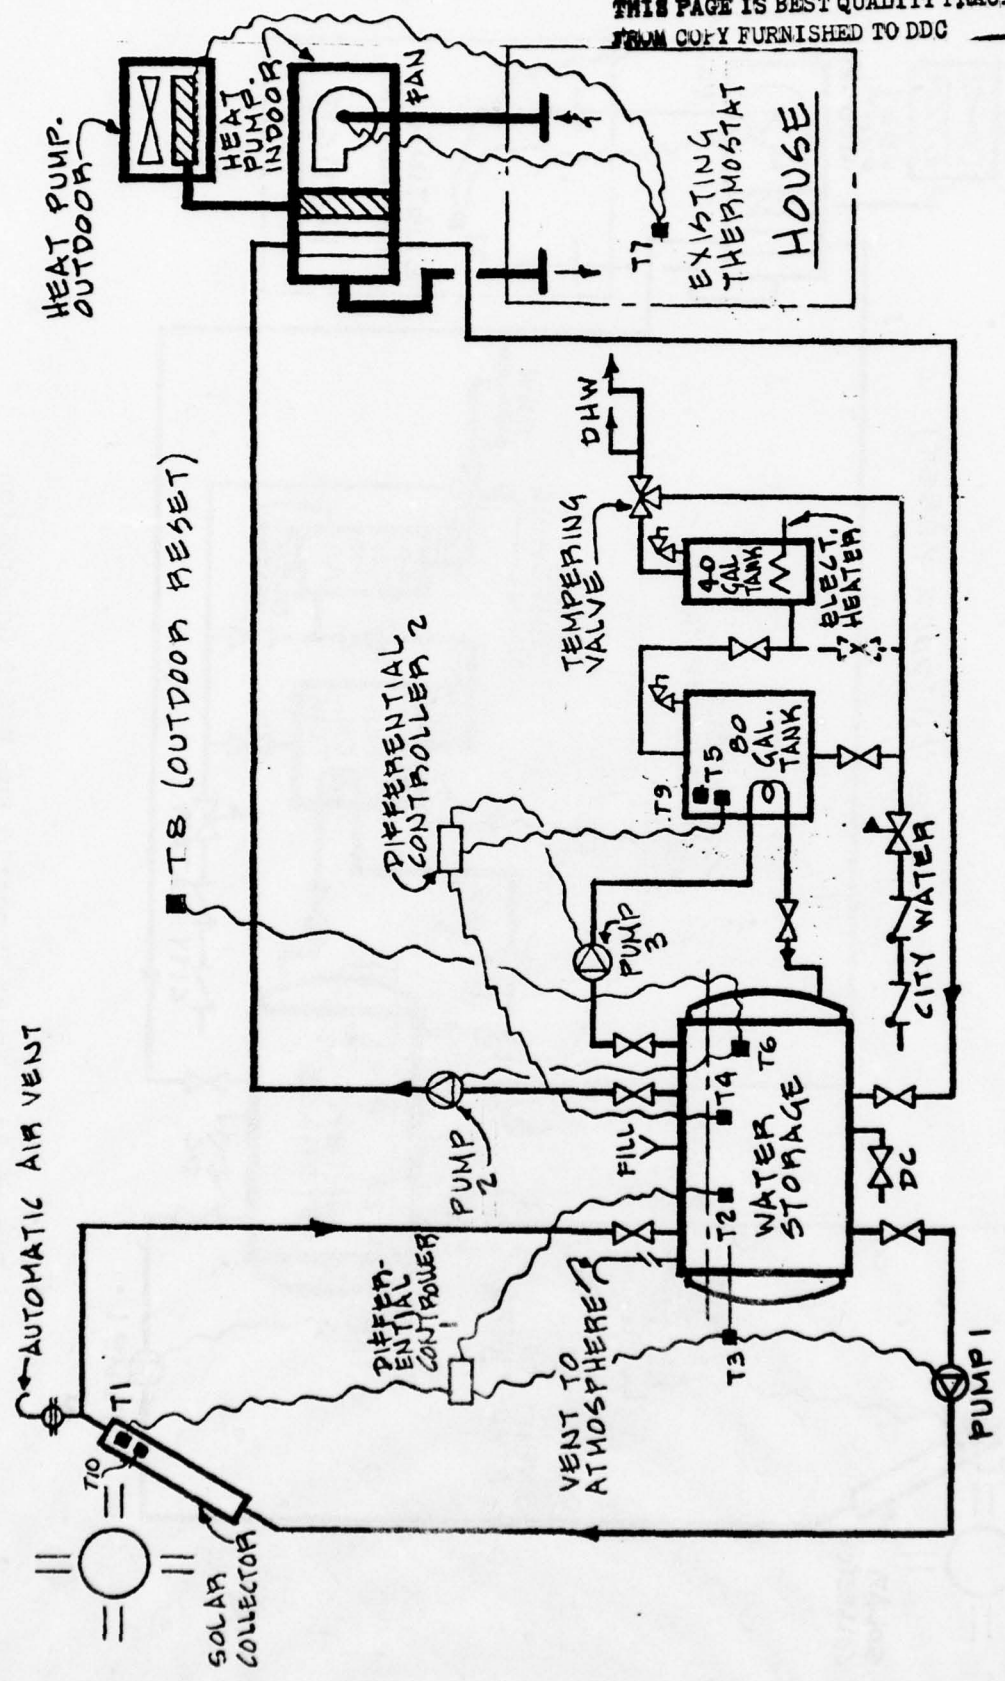 THIS PAGE IS BEST QUALITY
FROM COPY FURNISHED TO DDC
AUTOMATIC AIR VENT
T8 (OUTDOOR RESET)
HEAT PUMP.
OUTDOOR
HEAT
PUMP.
INDOOR
FAN
T10
T1
SOLAR
COLLECTOR
DIFFER-
ENTIAL
CONTROLLER
PUMP
2
DIFFERENTIAL
CONTROLLER 2
TEMPERING
VALVE
DHW
T7
EXISTING
THERMOSTAT
HOUSE
VENT TO
ATMOSPHERE
FILL
PUMP
3
T9
T5
80
GAL.
TANK
40
GAL
TANK
ELECT.
HEATER
T3
T2
T4
T6
WATER
STORAGE
DC
CITY WATER
PUMP 1